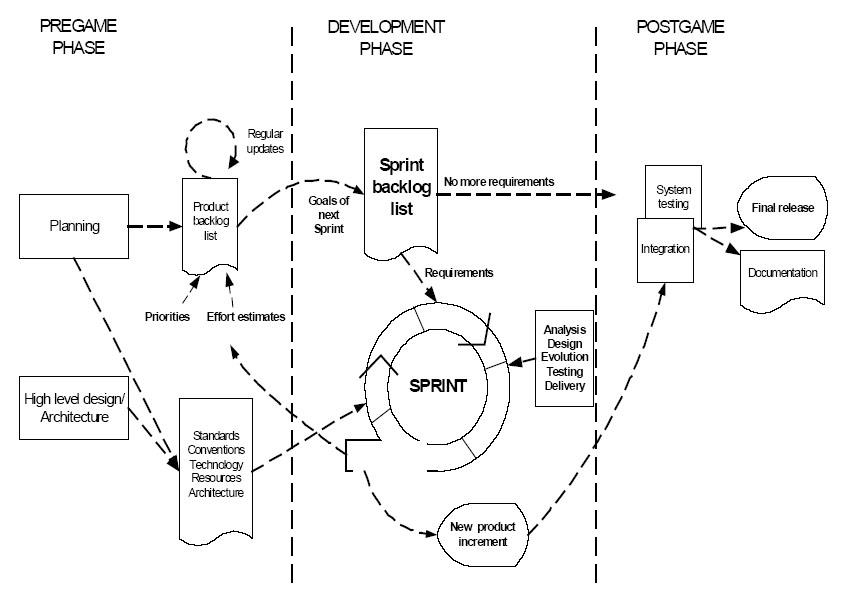 PREGAME
PHASE
DEVELOPMENT
PHASE
POSTGAME
PHASE
Regular
updates
Planning
Product
backlog
list
Goals of
next
Sprint
Sprint
backlog
list
No more requirements
System
testing
Integration
Final release
Documentation
Priorities
Effort estimates
Requirements
High level design/
Architecture
Standards
Conventions
Technology
Resources
Architecture
SPRINT
Analysis
Design
Evolution
Testing
Delivery
New product
increment